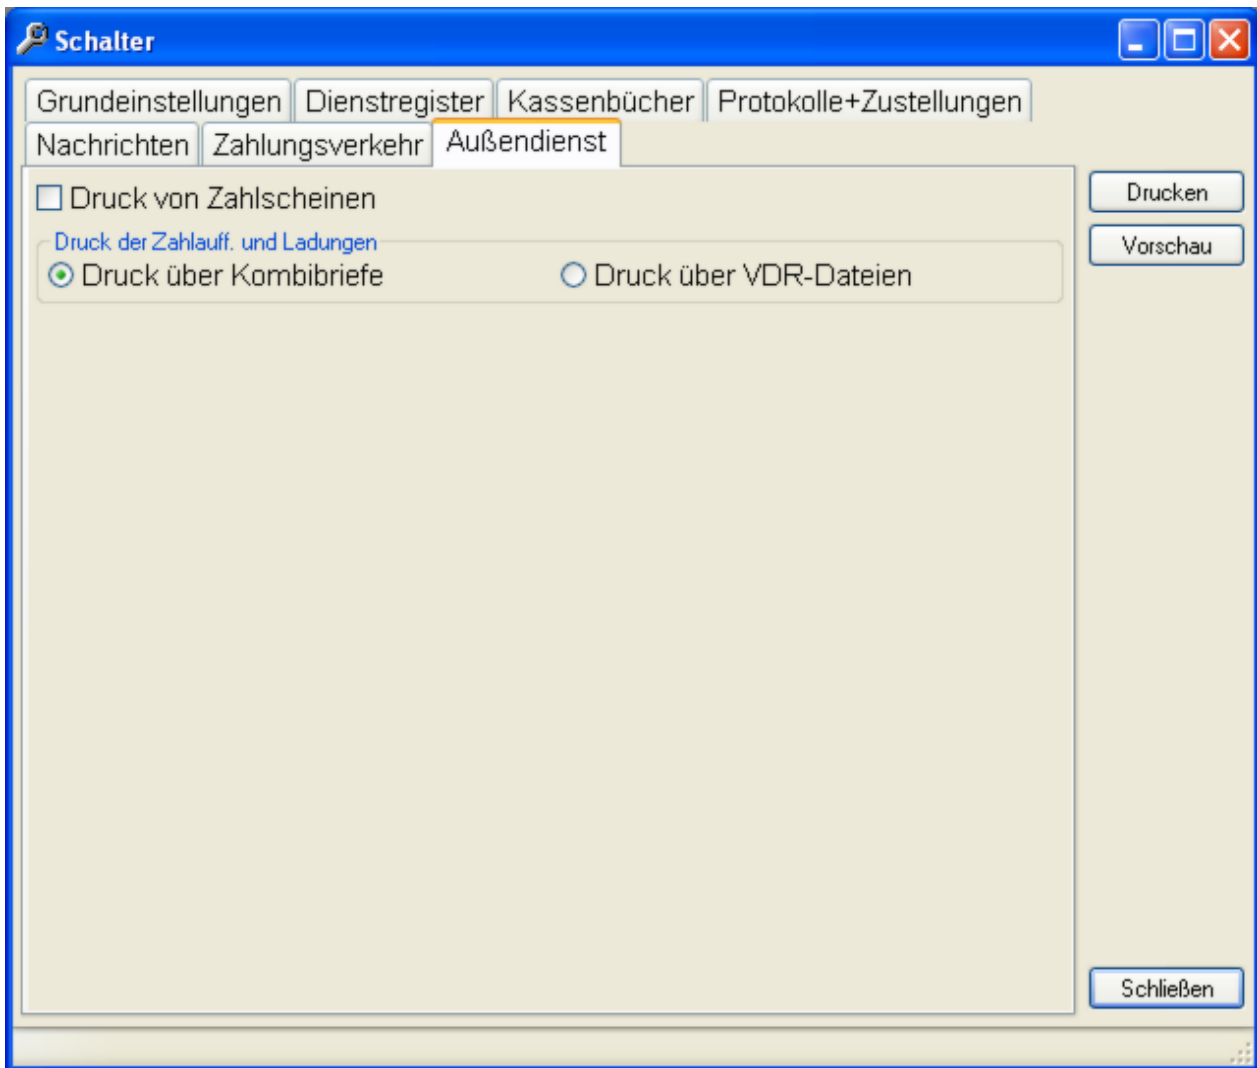 Schalter
Grundeinstellungen Dienstregister Kassenbücher Protokolle+Zustellungen
Nachrichten Zahlungsverkehr Außendienst
Druck von Zahlscheinen
Drucken
Druck der Zahlauff. und Ladungen
Vorschau
Druck über Kombibriefe Druck über VDR-Dateien
Schließen